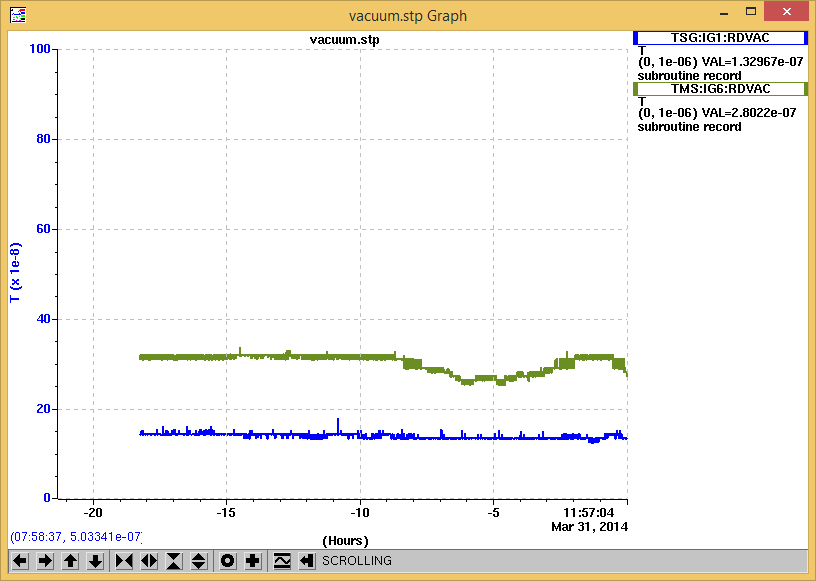 vacuum.stp Graph
vacuum.stp
TSG:IG1:RDVAC
T
(0, 1e-06) VAL=1.32967e-07
subroutine record
TMS:IG6:RDVAC
T
(0, 1e-06) VAL=2.8022e-07
subroutine record
100
80
60
40
20
0
T (x 1e-8)
-20
-15
-10
-5
11:57:04
Mar 31, 2014
(07:58:37, 5.03341e-07)
(Hours)
SCROLLING